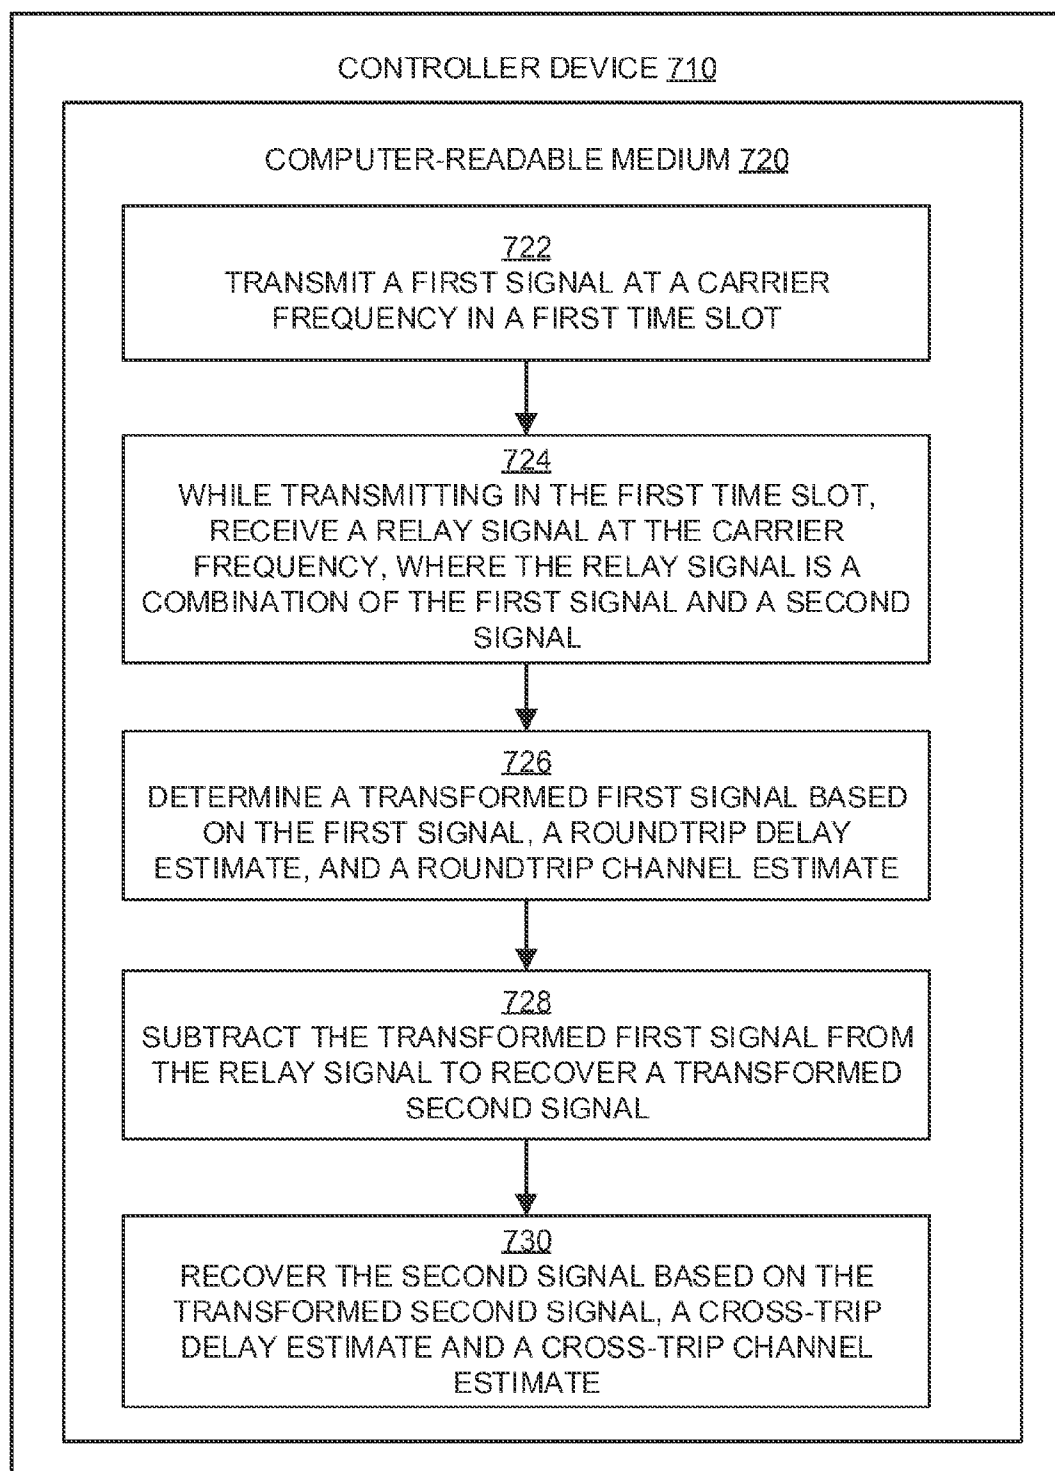 CONTROLLER DEVICE 710
COMPUTER-READABLE MEDIUM 720
722
TRANSMIT A FIRST SIGNAL AT A CARRIER
FREQUENCY IN A FIRST TIME SLOT
724
WHILE TRANSMITTING IN THE FIRST TIME SLOT,
RECEIVE A RELAY SIGNAL AT THE CARRIER
FREQUENCY, WHERE THE RELAY SIGNAL IS A
COMBINATION OF THE FIRST SIGNAL AND A SECOND
SIGNAL
726
DETERMINE A TRANSFORMED FIRST SIGNAL BASED
ON THE FIRST SIGNAL, A ROUNDTRIP DELAY
ESTIMATE, AND A ROUNDTRIP CHANNEL ESTIMATE
728
SUBTRACT THE TRANSFORMED FIRST SIGNAL FROM
THE RELAY SIGNAL TO RECOVER A TRANSFORMED
SECOND SIGNAL
730
RECOVER THE SECOND SIGNAL BASED ON THE
TRANSFORMED SECOND SIGNAL, A CROSS-TRIP
DELAY ESTIMATE AND A CROSS-TRIP CHANNEL
ESTIMATE